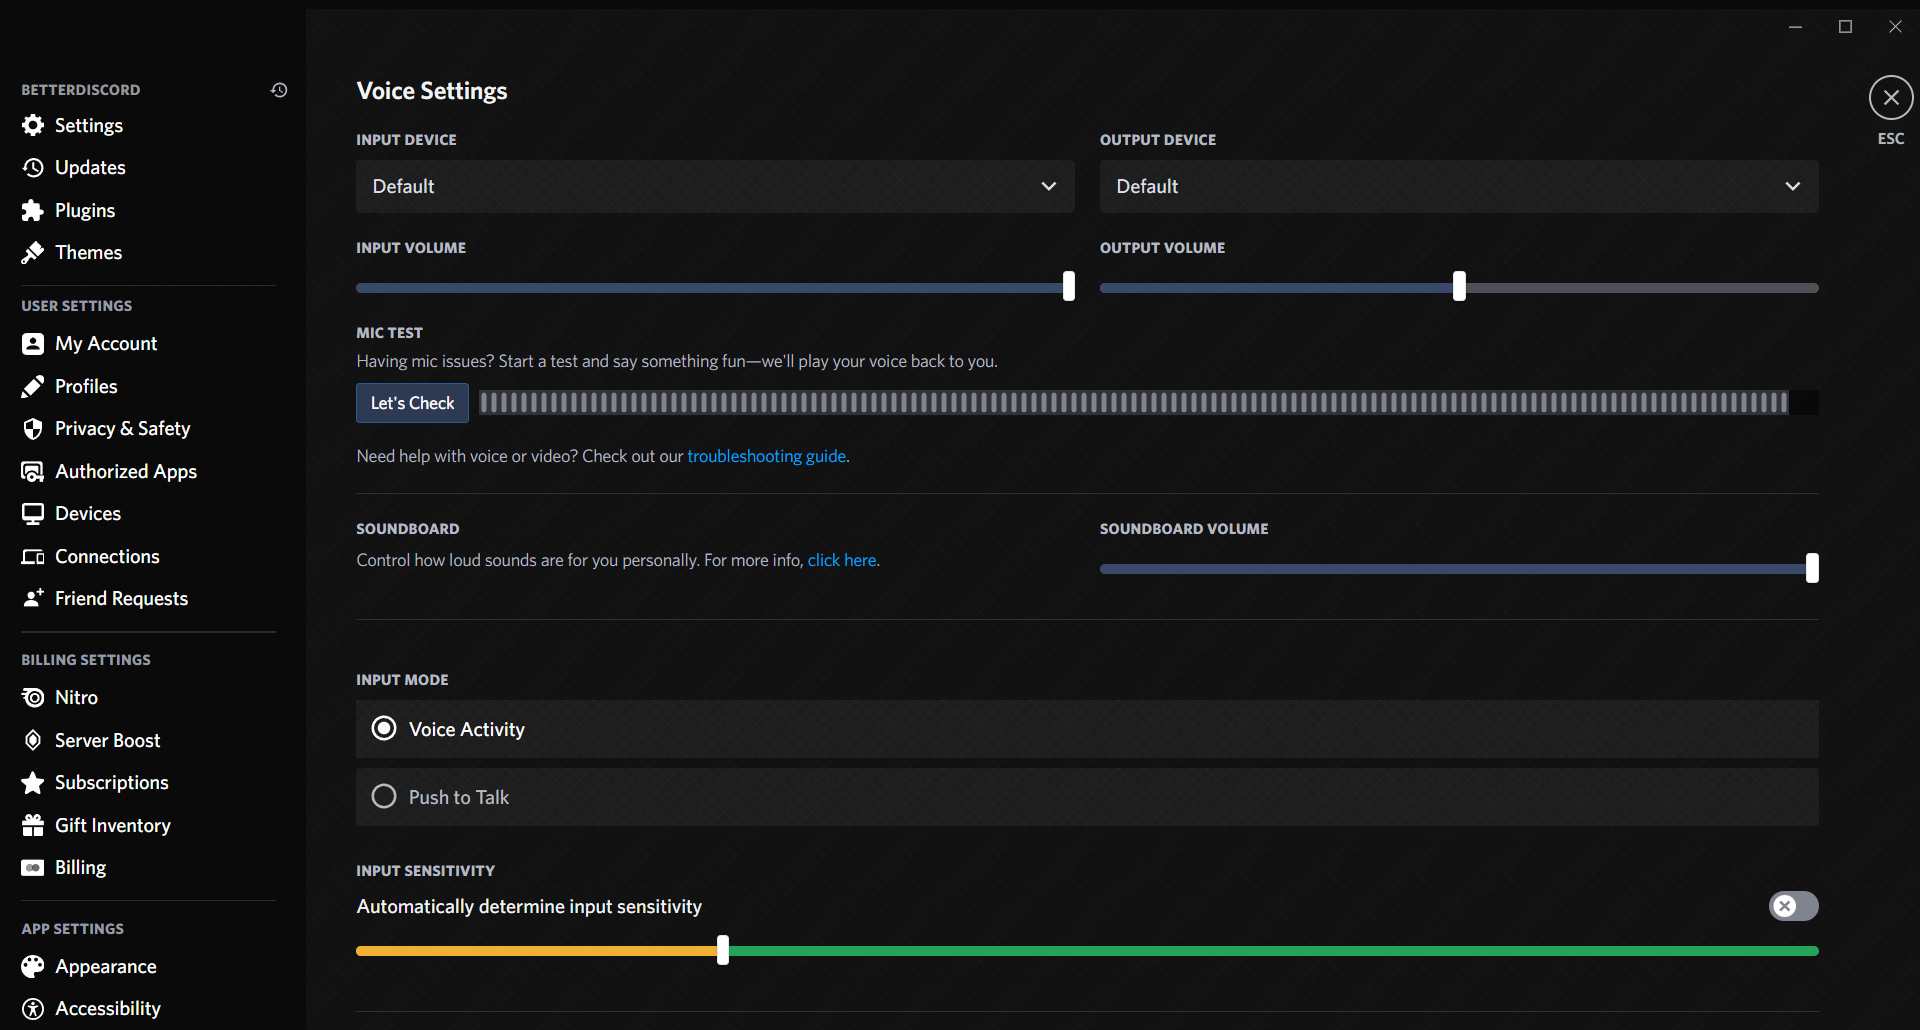 BETTERDISCORD
Settings
Updates
Plugins
Themes
USER SETTINGS
My Account
Profiles
Privacy & Safety
Authorized Apps
Devices
Connections
Friend Requests
BILLING SETTINGS
Nitro
Server Boost
Subscriptions
Gift Inventory
Billing
APP SETTINGS
Appearance
Accessibility
Voice Settings
ESC
INPUT DEVICE
Default
OUTPUT DEVICE
Default
INPUT VOLUME
OUTPUT VOLUME
MIC TEST
Having mic issues? Start a test and say something fun—we'll play your voice back to you.
Let's Check
Need help with voice or video? Check out our troubleshooting guide.
SOUNDBOARD
Control how loud sounds are for you personally. For more info, click here.
SOUNDBOARD VOLUME
INPUT MODE
Voice Activity
Push to Talk
INPUT SENSITIVITY
Automatically determine input sensitivity